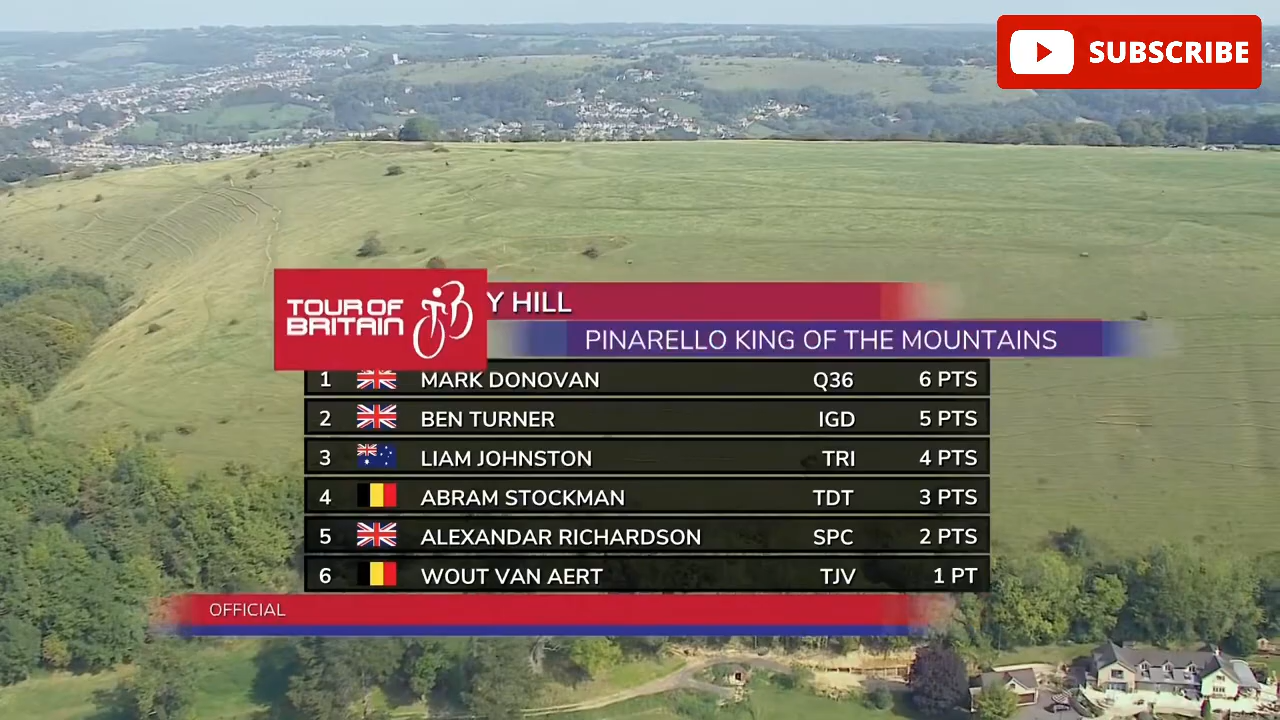 SUBSCRIBE
TOUR OF
BRITAIN
Y HILL
PINARELLO KING OF THE MOUNTAINS
1 MARK DONOVAN Q36 6 PTS
2 BEN TURNER IGD 5 PTS
3 LIAM JOHNSTON TRI 4 PTS
4 ABRAM STOCKMAN TDT 3 PTS
5 ALEXANDAR RICHARDSON SPC 2 PTS
6 WOUT VAN AERT TJV 1 PT
OFFICIAL